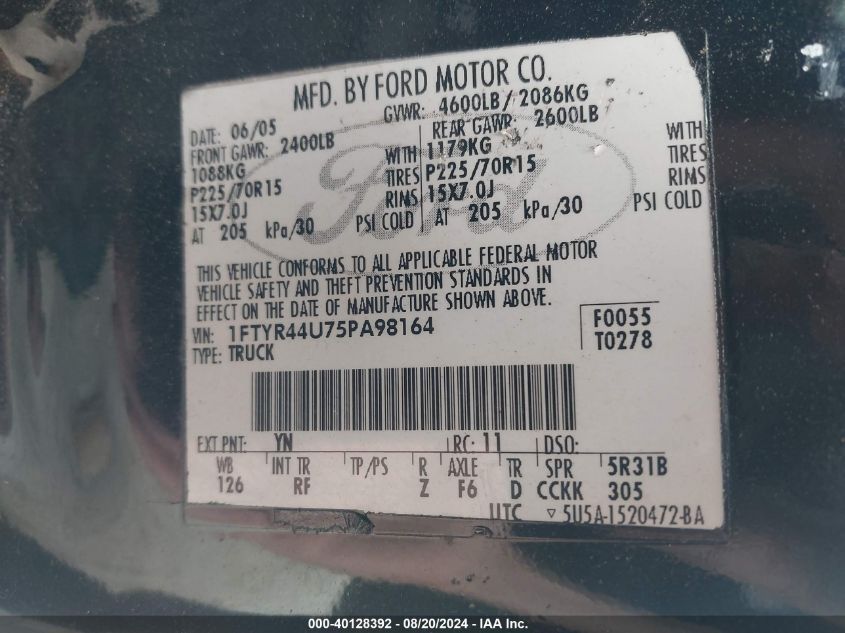 MFD. BY FORD MOTOR CO.
DATE: 06/05 GVWR: 4600LB/ 2086KG
FRONT GAWR: 2400LB REAR GAWR: 2600LB
1088KG WITH 1179KG WITH
P225/70R15 TIRES P225/70R15 TIRES
15X7.0J RIMS 15X7.0J RIMS
AT 205 kPa/30 PSI COLD AT 205 kPa/30 PSI COLD
Ford
THIS VEHICLE CONFORMS TO ALL APPLICABLE FEDERAL MOTOR
VEHICLE SAFETY AND THEFT PREVENTION STANDARDS IN
EFFECT ON THE DATE OF MANUFACTURE SHOWN ABOVE.
VIN: 1FTYR44U75PA98164 F0055
TYPE: TRUCK T0278
EXT PNT: YN RC: 11 DSO:
WB INT TR TP/PS R AXLE TR SPR 5R31B
126 RF Z F6 D CCKK 305
UTC ▽ 5U5A-1520472-BA
000-40128392 - 08/20/2024 - IAA Inc.